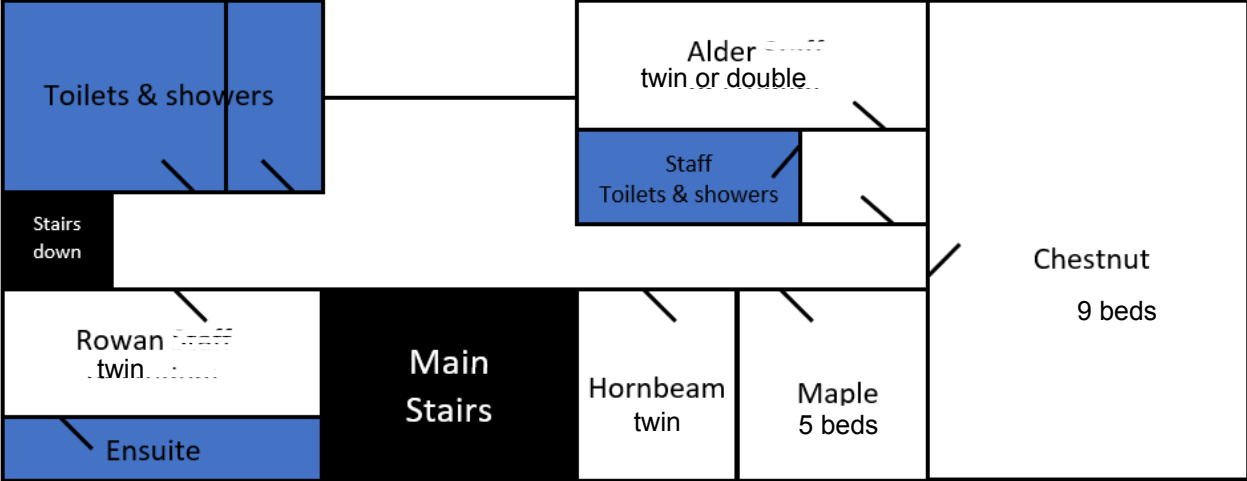 Toilets & showers
Alder
twin or double
Staff
Toilets & showers
Stairs
down
Chestnut
9 beds
Rowan
twin
Main
Stairs
Hornbeam
twin
Maple
5 beds
Ensuite